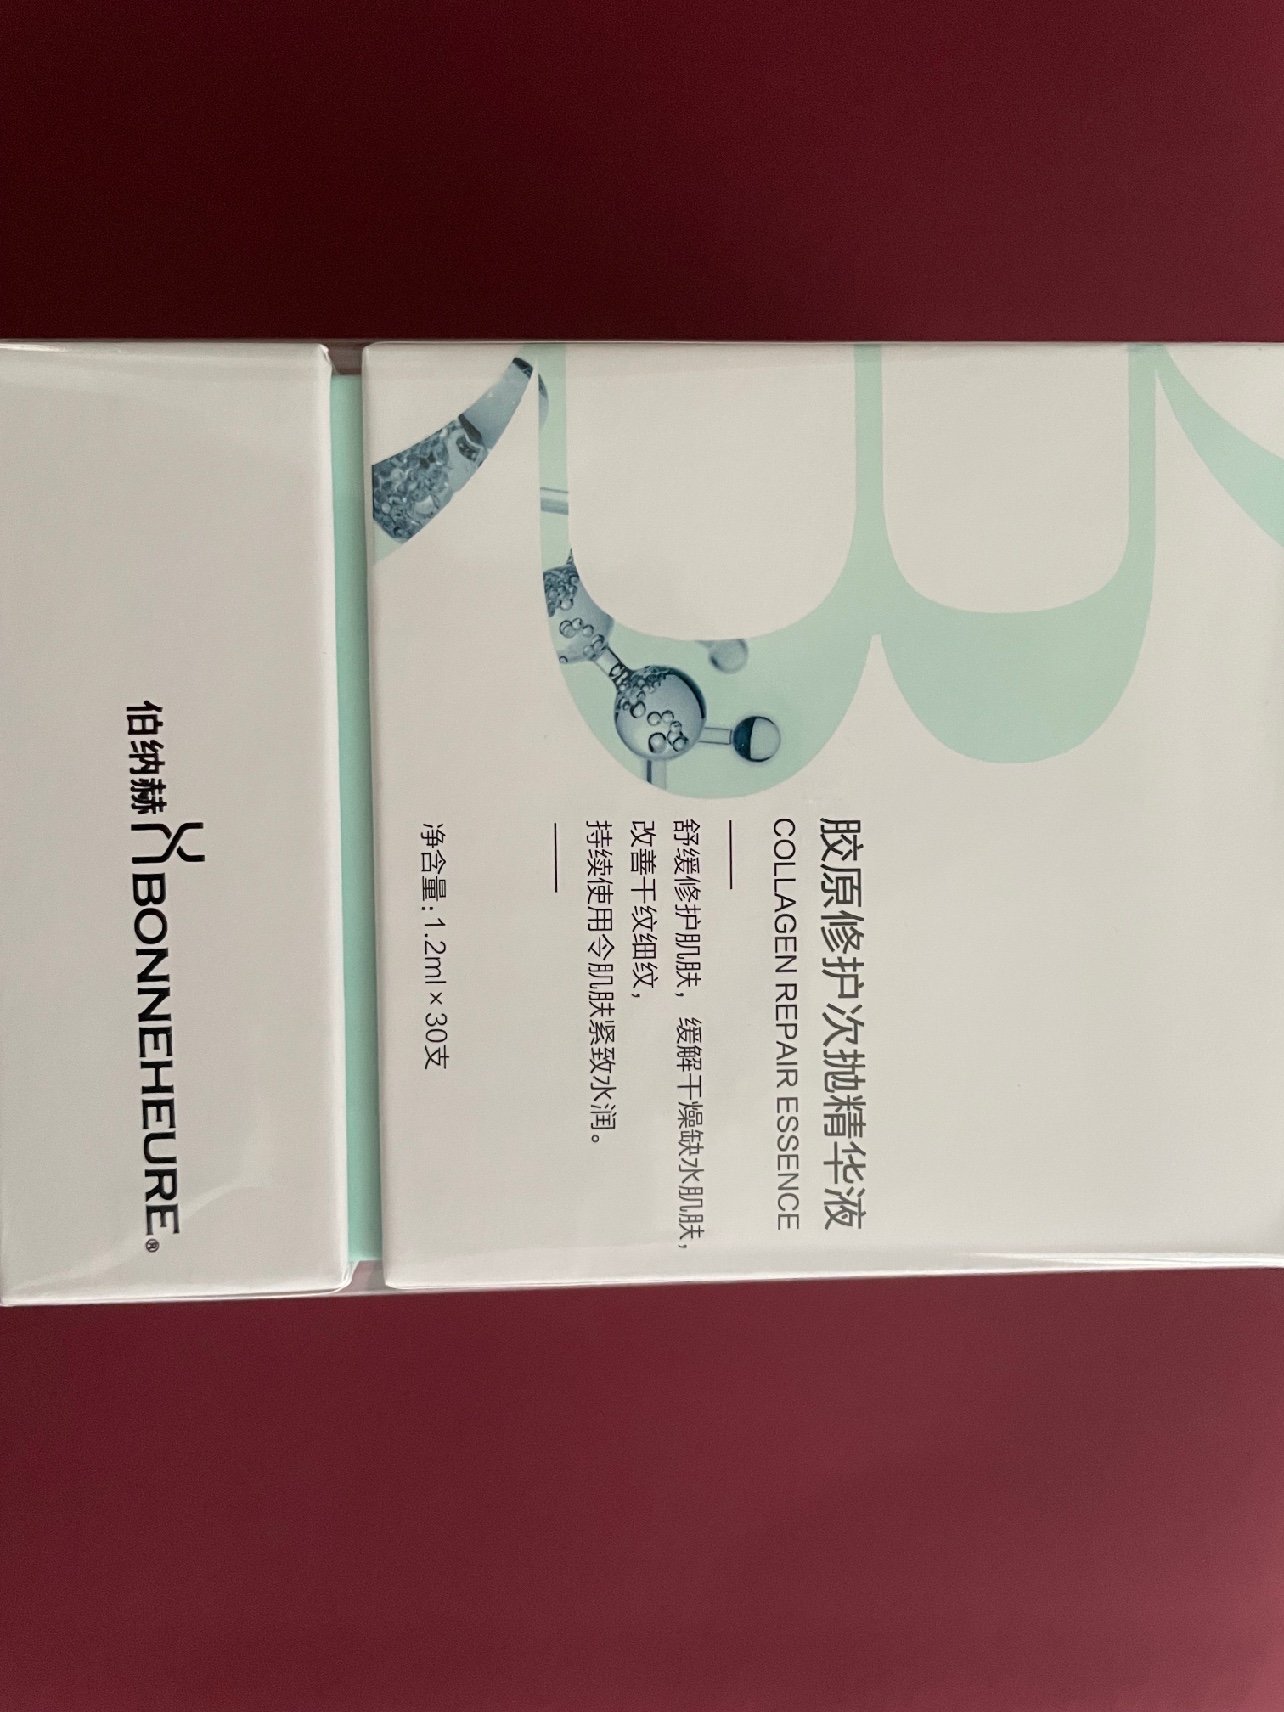 胶原修护次抛精华液
COLLAGEN REPAIR ESSENCE
舒缓修护肌肤，缓解干燥缺水肌肤，
改善干纹细纹，
持续使用令肌肤紧致水润。
净含量：1.2ml×30支
伯纳赫 BONNEHEURE®